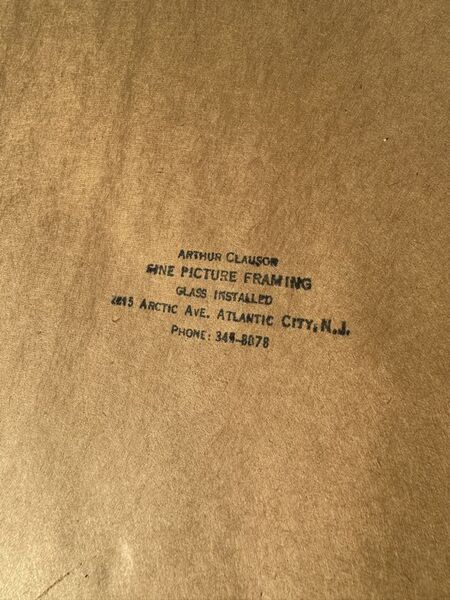 ARTHUR CLAUSON
FINE PICTURE FRAMING
GLASS INSTALLED
ARCTIC AVE. ATLANTIC CITY, N.J.
PHONE: